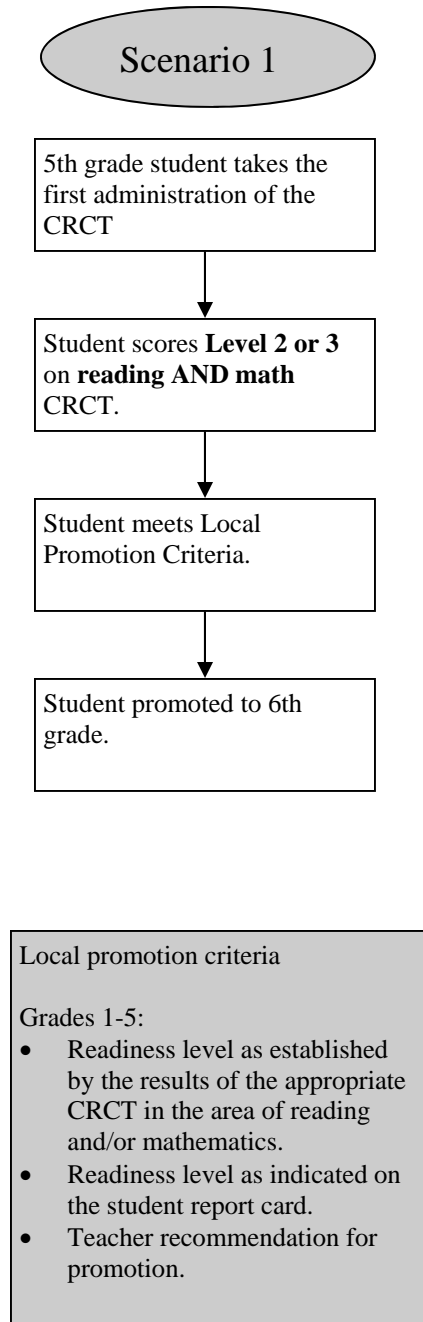 Scenario 1
5th grade student takes the
first administration of the
CRCT
Student scores Level 2 or 3
on reading AND math
CRCT.
Student meets Local
Promotion Criteria.
Student promoted to 6th
grade.
Local promotion criteria
Grades 1-5:
• Readiness level as established
by the results of the appropriate
CRCT in the area of reading
and/or mathematics.
• Readiness level as indicated on
the student report card.
• Teacher recommendation for
promotion.